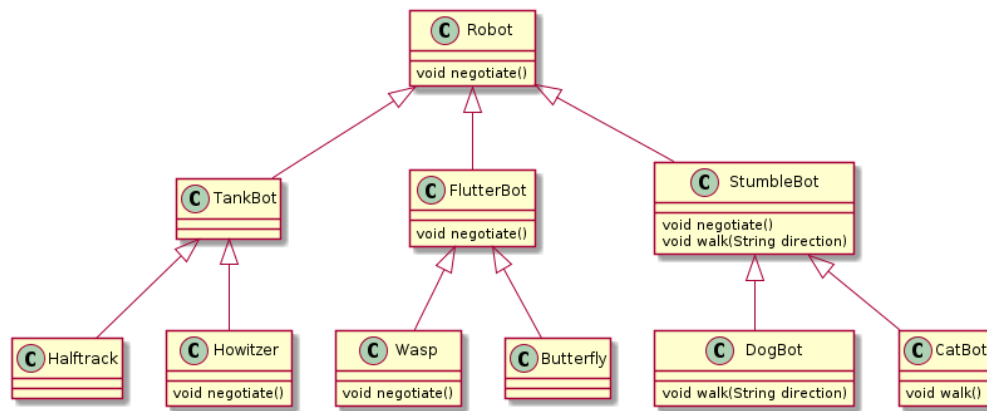 C Robot
void negotiate()
C TankBot
C FlutterBot
void negotiate()
C StumbleBot
void negotiate()
void walk(String direction)
C Halftrack
C Howitzer
void negotiate()
C Wasp
void negotiate()
C Butterfly
C DogBot
void walk(String direction)
C CatBot
void walk()